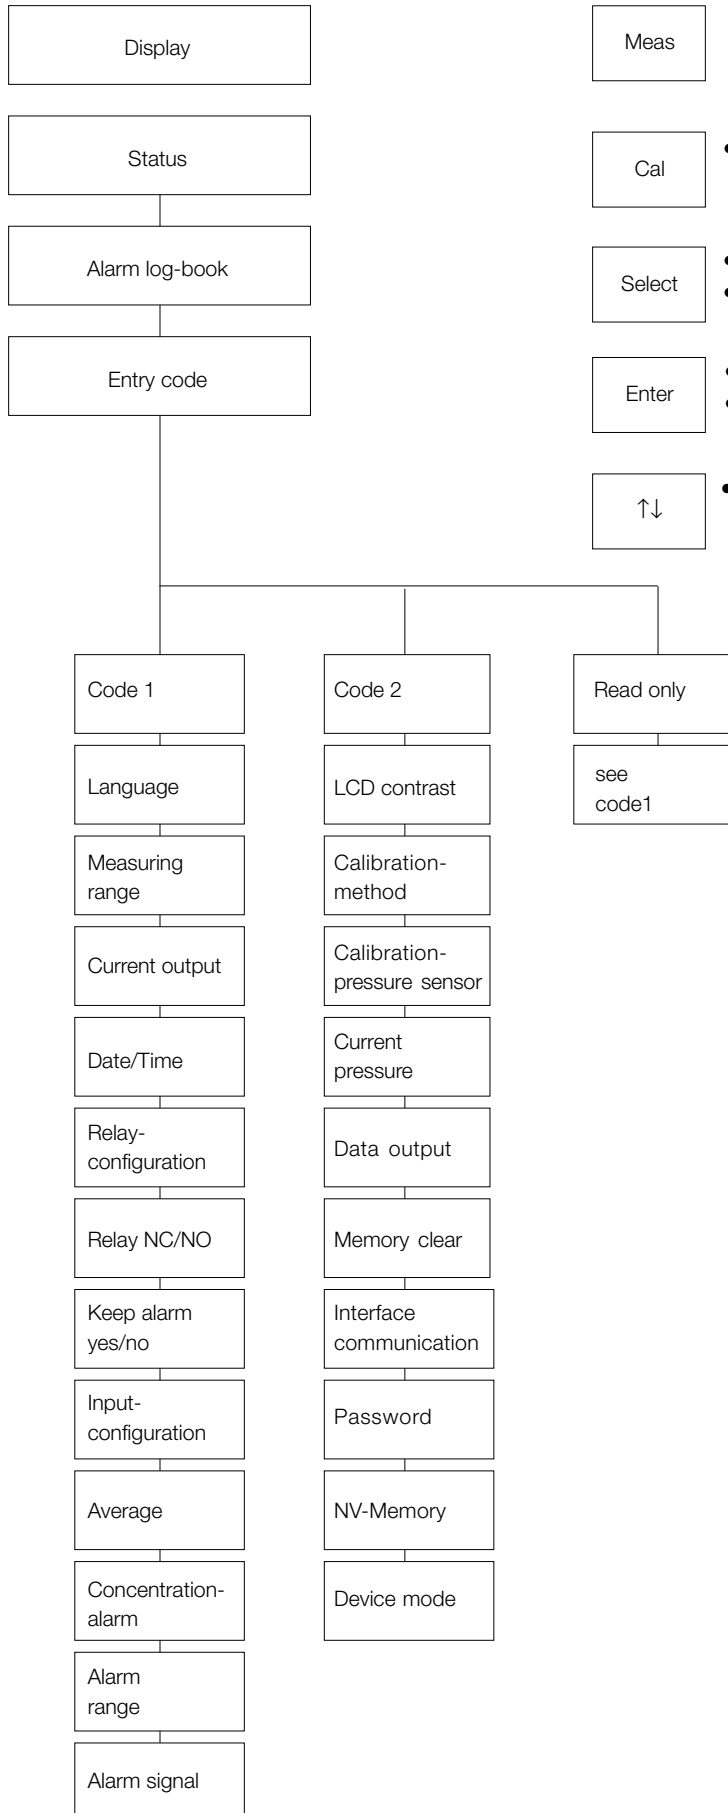 Display
Status
Alarm log-book
Entry code
Meas
Cal
•
Select
•
•
Enter
•
•
↑↓
•
Code 1
Language
Measuring
range
Current output
Date/Time
Relay-
configuration
Relay NC/NO
Keep alarm
yes/no
Input-
configuration
Average
Concentration-
alarm
Alarm
range
Alarm signal
Code 2
LCD contrast
Calibration-
method
Calibration-
pressure sensor
Current
pressure
Data output
Memory clear
Interface
communication
Password
NV-Memory
Device mode
Read only
see
code1